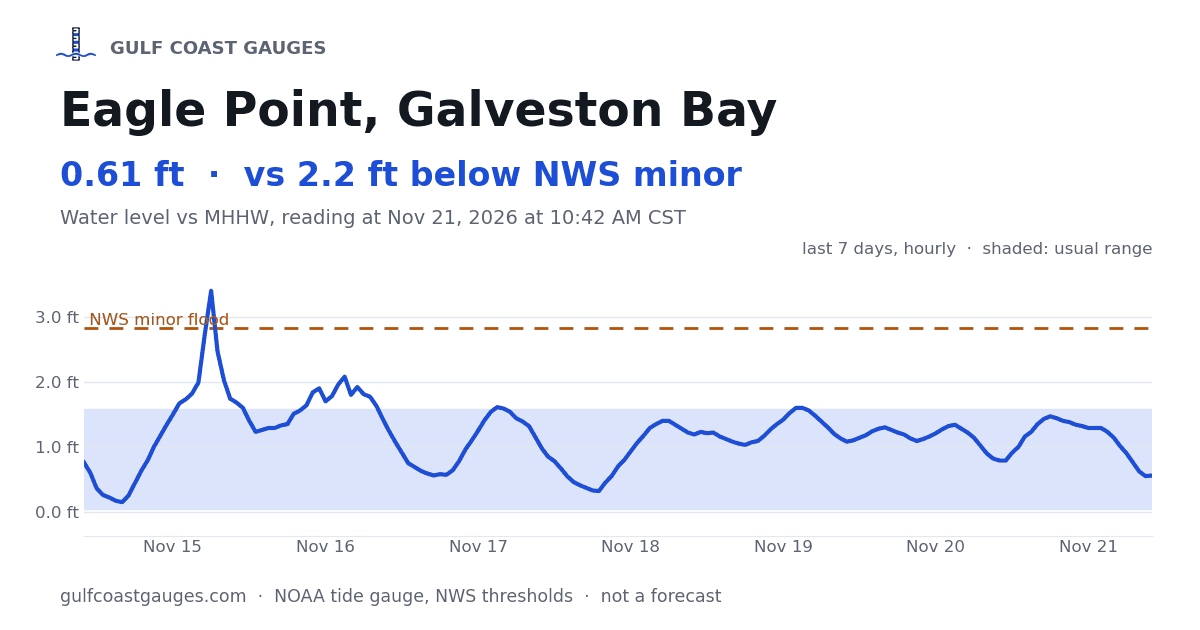 GULF COAST GAUGES
Eagle Point, Galveston Bay
0.61 ft · vs 2.2 ft below NWS minor
Water level vs MHHW, reading at Nov 21, 2026 at 10:42 AM CST
last 7 days, hourly · shaded: usual range
3.0 ft
NWS minor flood
2.0 ft
1.0 ft
0.0 ft
Nov 15 Nov 16 Nov 17 Nov 18 Nov 19 Nov 20 Nov 21
gulfcoastgauges.com · NOAA tide gauge, NWS thresholds · not a forecast